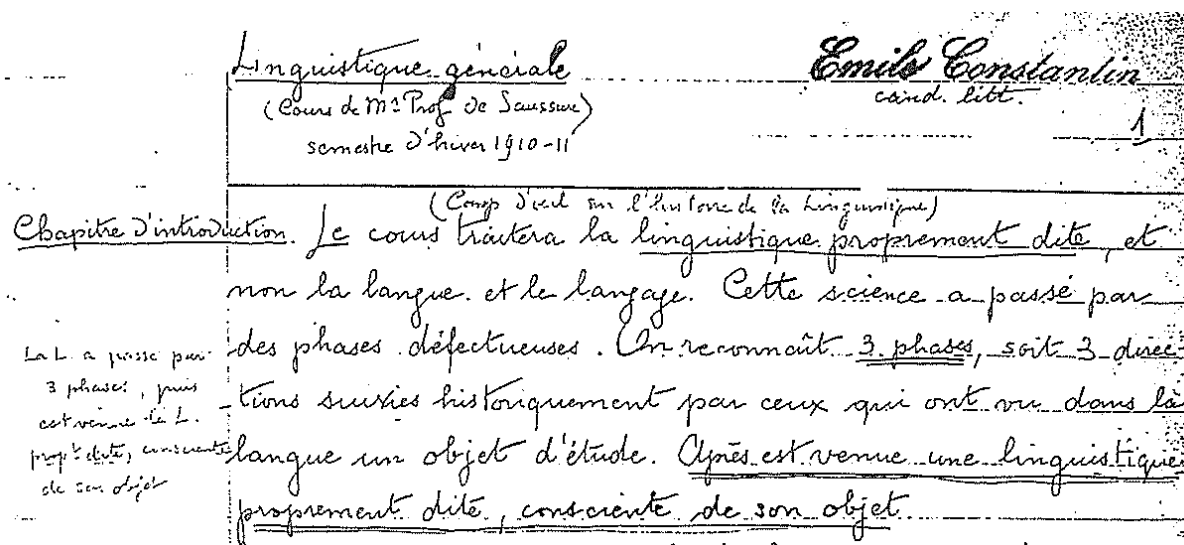 Linguistique générale
Emile Constantin
cand. litt.
(Cours de Mr Prof de Saussure)
semestre d'hiver 1910-11
1
(Coup d'œil sur l'histoire de la Linguistique)
Chapitre d'introduction. Le cours traitera la linguistique proprement dite, et
non la langue et le langage. Cette science a passé par
des phases défectueuses. On reconnaît 3 phases, soit 3 direc-
tions suivies historiquement par ceux qui ont vu dans la
langue un objet d'étude. Après est venue une linguistique
proprement dite, consciente de son objet.
La L. a passé par
3 phases, puis
est venue la L.
propt dite, consciente
de son objet